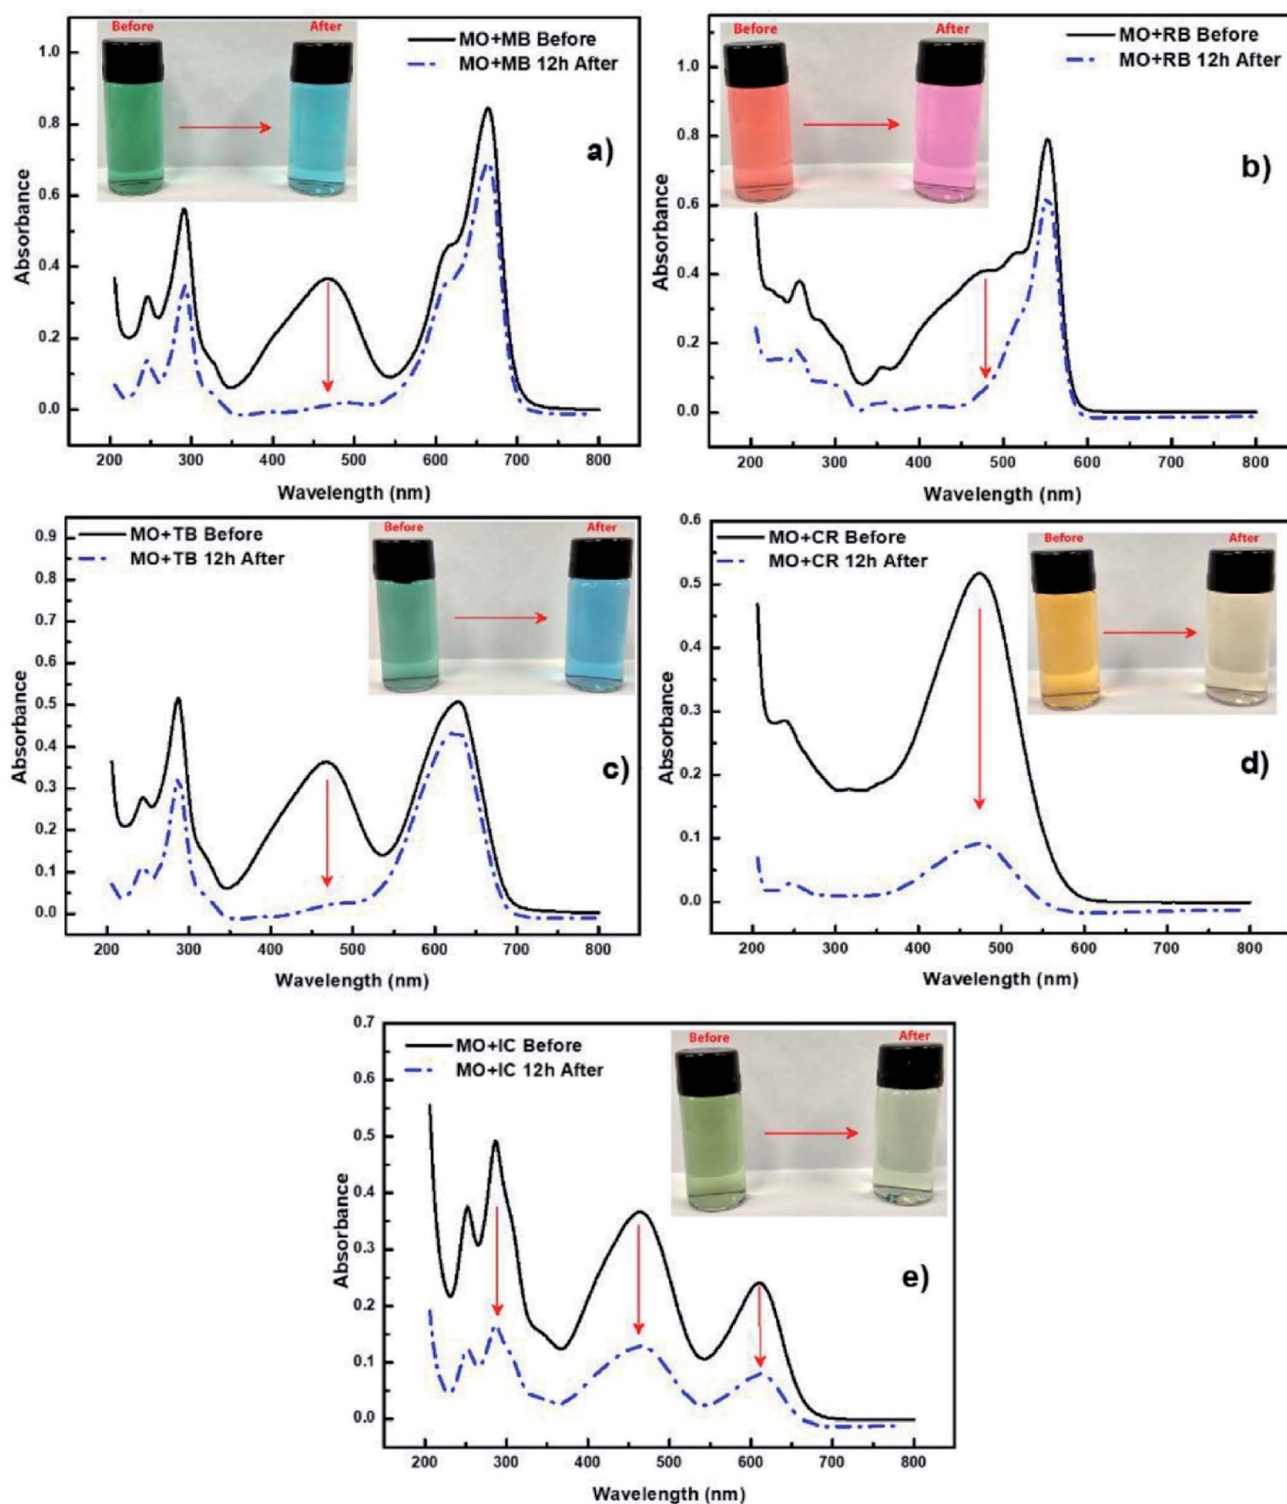 Before
After
MO+MB Before
MO+MB 12h After
a)
Absorbance
1.0
0.8
0.6
0.4
0.2
0.0
200 300 400 500 600 700 800
Wavelength (nm)
Before
After
MO+RB Before
MO+RB 12h After
b)
Absorbance
1.0
0.8
0.6
0.4
0.2
0.0
200 300 400 500 600 700 800
Wavelength (nm)
MO+TB Before
MO+TB 12h After
Before
After
c)
Absorbance
0.9
0.8
0.7
0.6
0.5
0.4
0.3
0.2
0.1
0.0
200 300 400 500 600 700 800
Wavelength (nm)
MO+CR Before
MO+CR 12h After
Before
After
d)
Absorbance
0.6
0.5
0.4
0.3
0.2
0.1
0.0
200 300 400 500 600 700 800
Wavelength (nm)
MO+IC Before
MO+IC 12h After
Before
After
e)
Absorbance
0.7
0.6
0.5
0.4
0.3
0.2
0.1
0.0
200 300 400 500 600 700 800
Wavelength (nm)